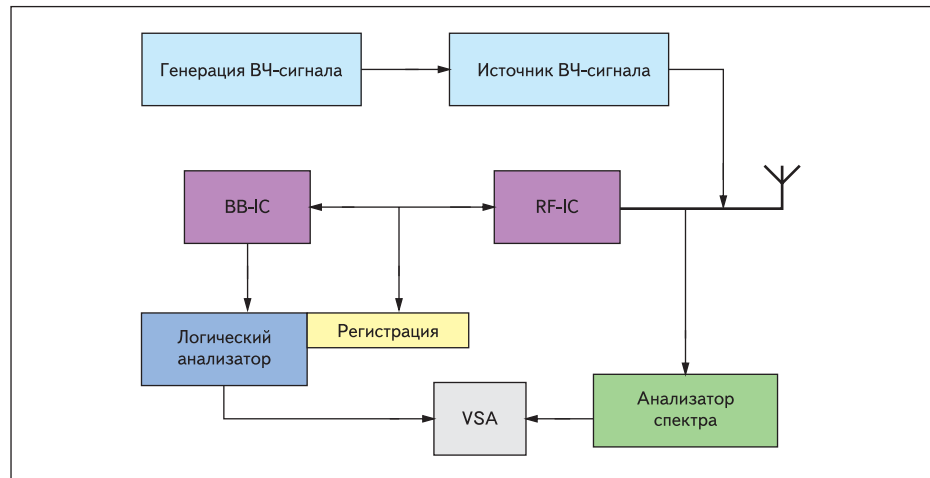 Генерация ВЧ-сигнала
Источник ВЧ-сигнала
BB-IC
RF-IC
Логический
анализатор
Регистрация
VSA
Анализатор
спектра